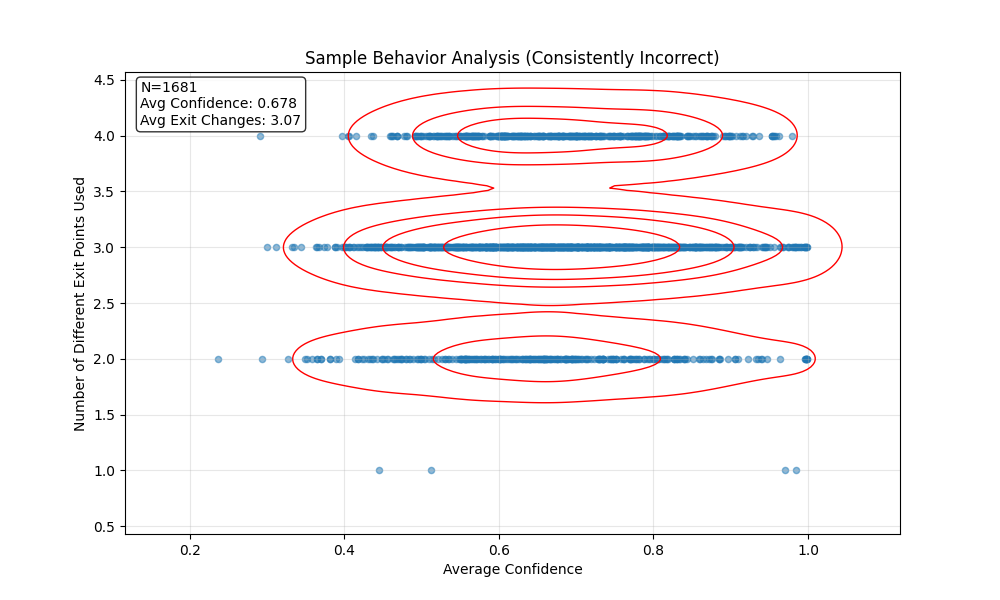 Sample Behavior Analysis (Consistently Incorrect)
N=1681
Avg Confidence: 0.678
Avg Exit Changes: 3.07
Number of Different Exit Points Used
4.5
4.0
3.5
3.0
2.5
2.0
1.5
1.0
0.5
0.2 0.4 0.6 0.8 1.0
Average Confidence